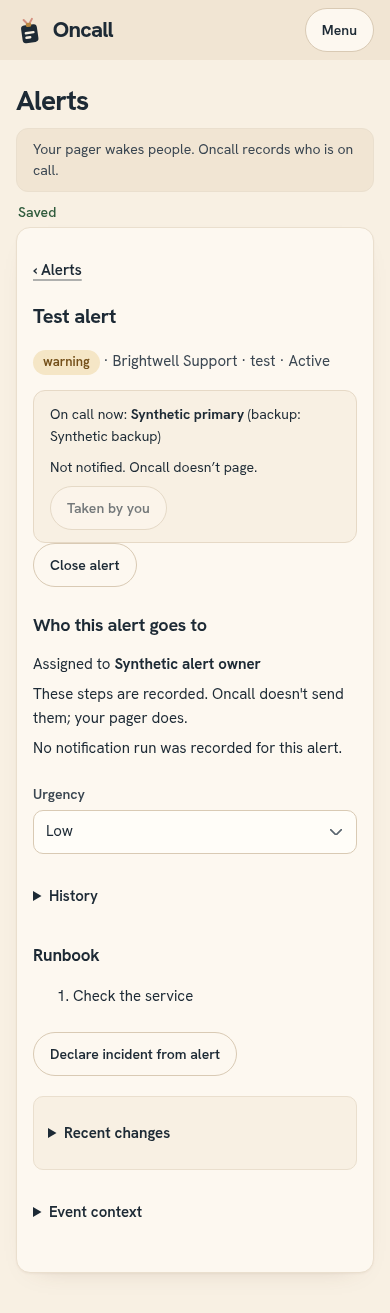 Oncall
Menu
Alerts
Your pager wakes people. Oncall records who is on
call.
Saved
‹ Alerts
Test alert
warning · Brightwell Support · test · Active
On call now: Synthetic primary (backup:
Synthetic backup)
Not notified. Oncall doesn’t page.
Taken by you
Close alert
Who this alert goes to
Assigned to Synthetic alert owner
These steps are recorded. Oncall doesn't send
them; your pager does.
No notification run was recorded for this alert.
Urgency
Low
History
Runbook
1. Check the service
Declare incident from alert
Recent changes
Event context